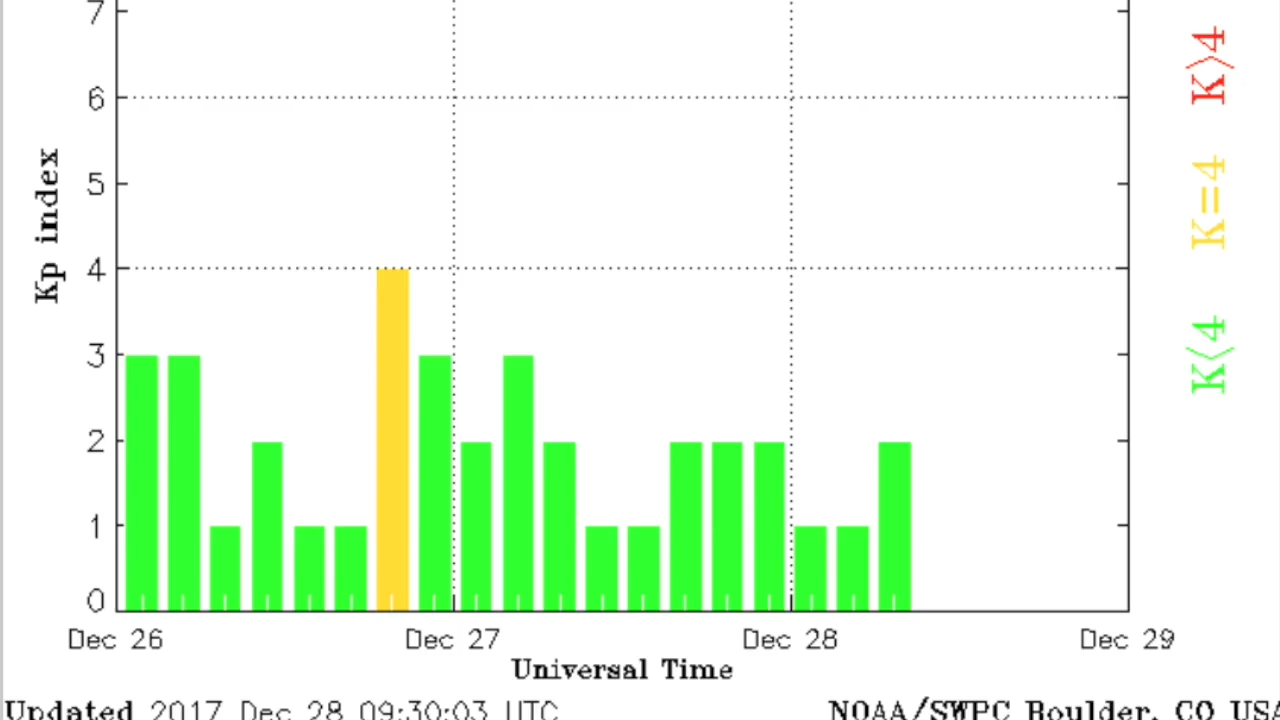 7
6
5
4
3
2
1
0
Kp index
K>4
K=4
K<4
Dec 26 Dec 27 Dec 28 Dec 29
Universal Time
Updated 2017 Dec 28 09:30:03 UTC NOAA/SWPC Boulder, CO USA